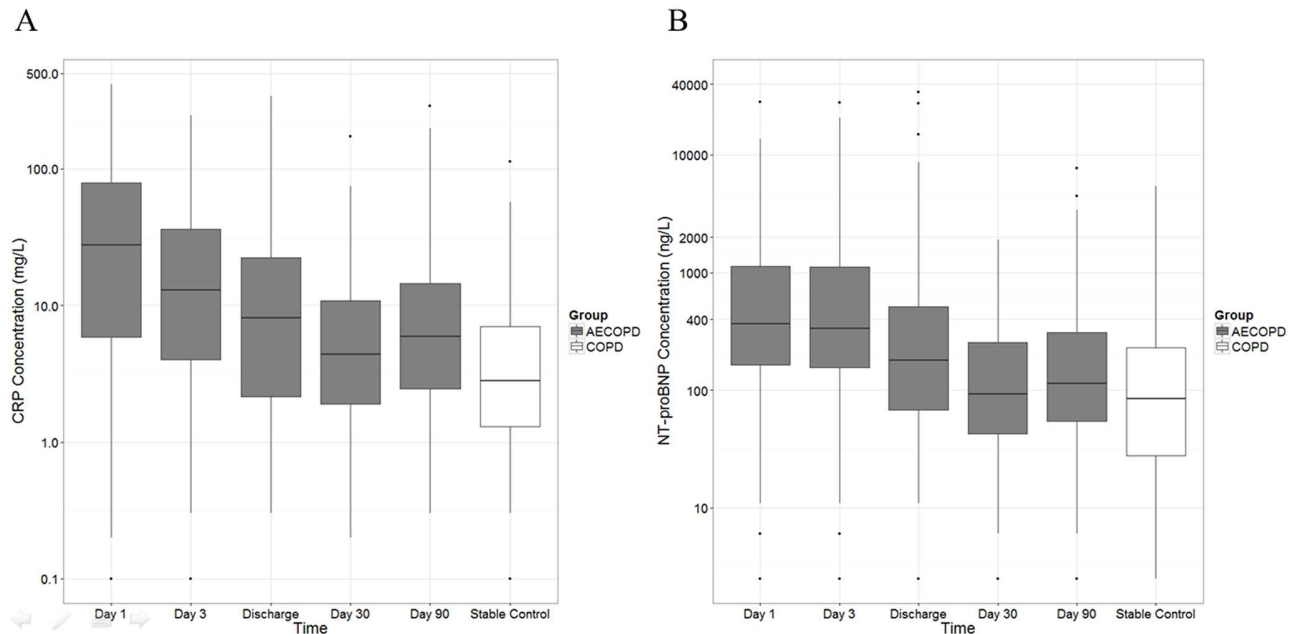 A
B
500.0
100.0
10.0
1.0
0.1
CRP Concentration (mg/L)
Day 1 Day 3 Discharge Day 30 Day 90 Stable Control
Time
Group
AECOPD
COPD
40000
10000
2000
1000
400
100
10
NT-proBNP Concentration (ng/L)
Day 1 Day 3 Discharge Day 30 Day 90 Stable Control
Time
Group
AECOPD
COPD